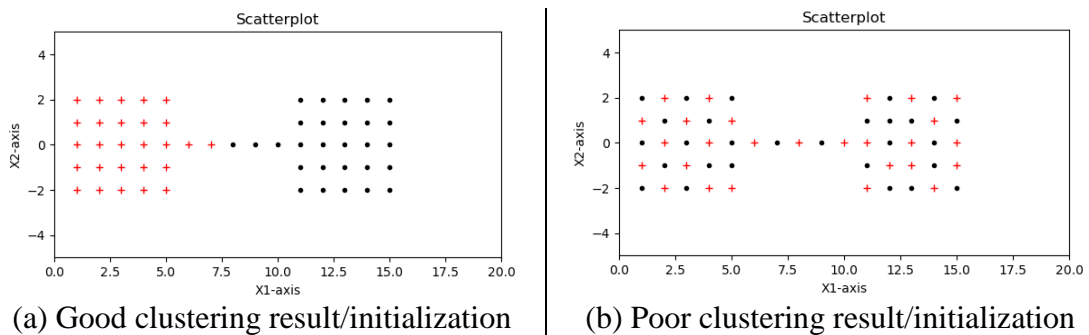 Scatterplot
4
2
0
−2
−4
X2-axis
0.0 2.5 5.0 7.5 10.0 12.5 15.0 17.5 20.0
X1-axis
(a) Good clustering result/initialization
Scatterplot
4
2
0
−2
−4
X2-axis
0.0 2.5 5.0 7.5 10.0 12.5 15.0 17.5 20.0
X1-axis
(b) Poor clustering result/initialization